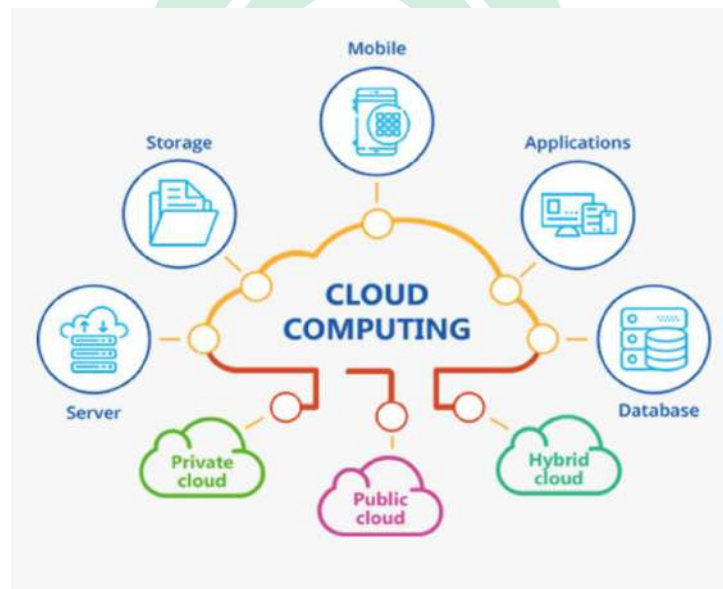 Mobile
Storage
Applications
CLOUD
COMPUTING
Server
Database
Private
cloud
Public
cloud
Hybrid
cloud